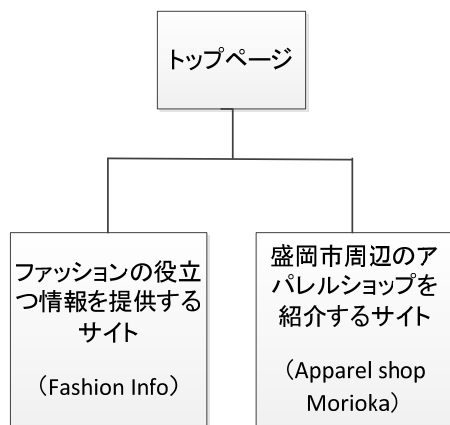 トップページ
ファッションの役立
つ情報を提供する
サイト
（Fashion Info）
盛岡市周辺のア
パレルショップを
紹介するサイト
（Apparel shop
Morioka）